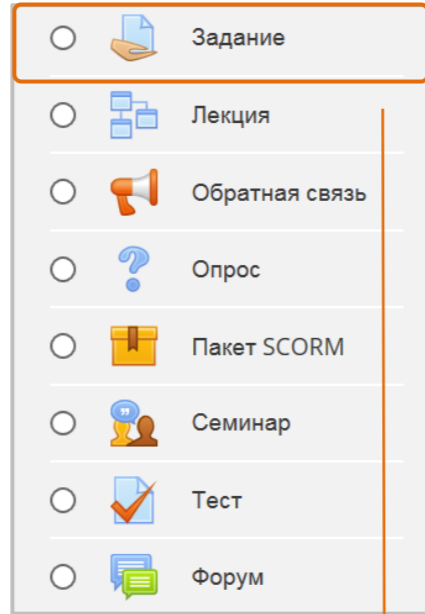 Задание
Лекция
Обратная связь
Опрос
Пакет SCORM
Семинар
Тест
Форум